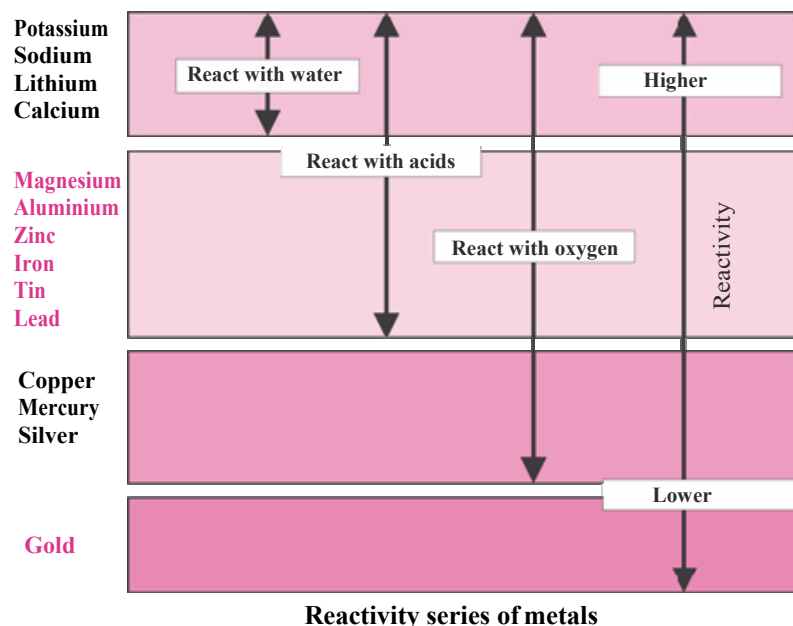 Potassium
Sodium
Lithium
Calcium
React with water
Higher
React with acids
Magnesium
Aluminium
Zinc
Iron
Tin
Lead
React with oxygen
Reactivity
Copper
Mercury
Silver
Lower
Gold
Reactivity series of metals